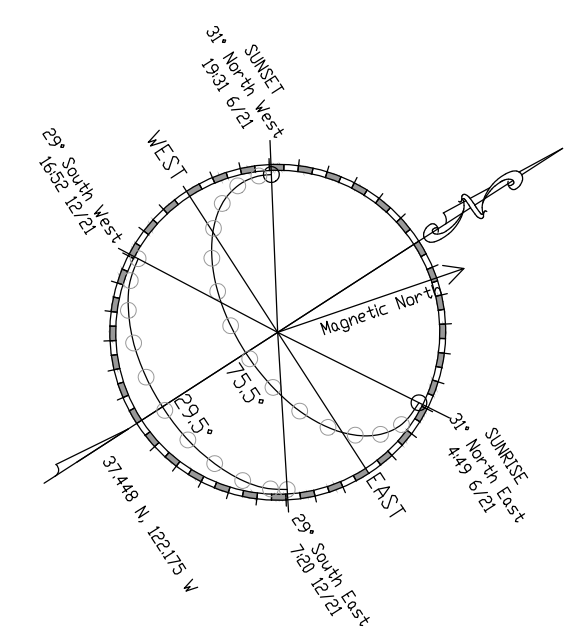 SUNSET
31° North West
19:31 6/21
WEST
29° South West
16:52 12/21
N
Magnetic North
75.5°
29.5°
SUNRISE
31° North East
4:49 6/21
EAST
37.448 N, 122.175 W
29° South East
7:20 12/21